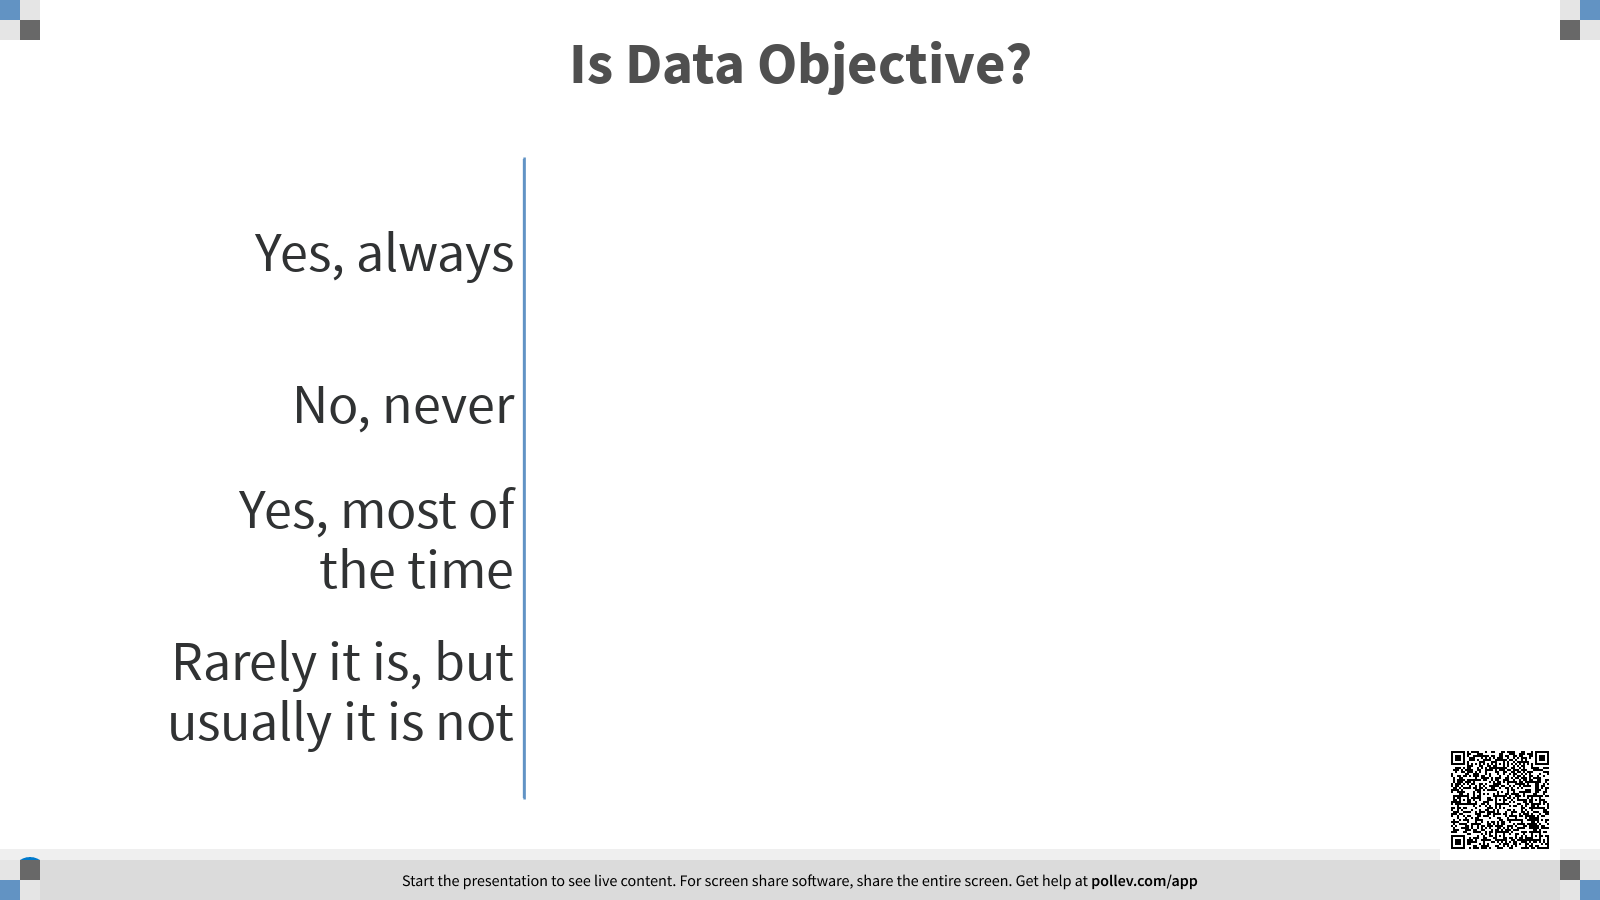 Is Data Objective?
Yes, always
No, never
Yes, most of
the time
Rarely it is, but
usually it is not
Start the presentation to see live content. For screen share software, share the entire screen. Get help at pollev.com/app